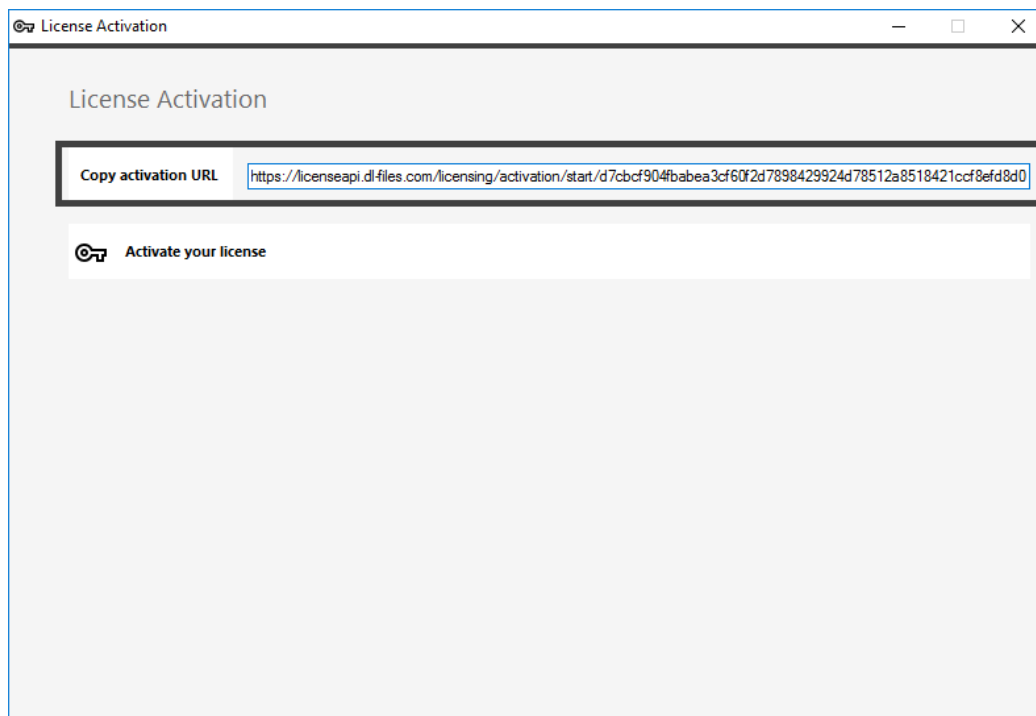 License Activation
License Activation
Copy activation URL
https://licenseapi.dl-files.com/licensing/activation/start/d7cbcf904fbabea3cf60f2d7898429924d78512a8518421ccf8efd8d0
Activate your license